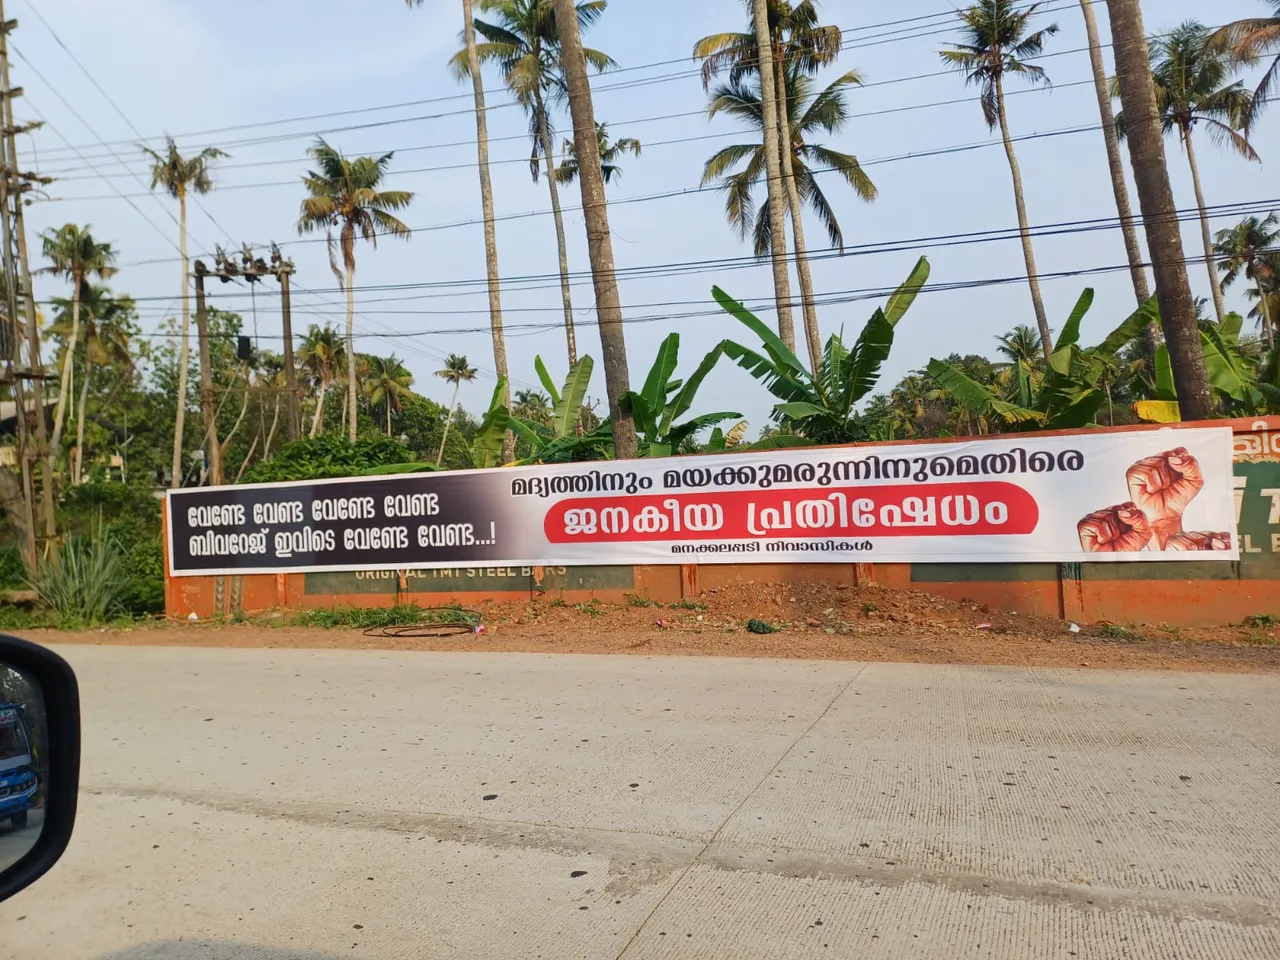 വേണ്ടേ വേണ്ട വേണ്ടേ വേണ്ട
ബിവറേജ് ഇവിടെ വേണ്ടേ വേണ്ട...!
മദ്യത്തിനും മയക്കുമരുന്നിനുമെതിരെ
ജനകീയ പ്രതിഷേധം
മനക്കലപ്പടി നിവാസികൾ
ORIGINAL TMT STEEL BARS